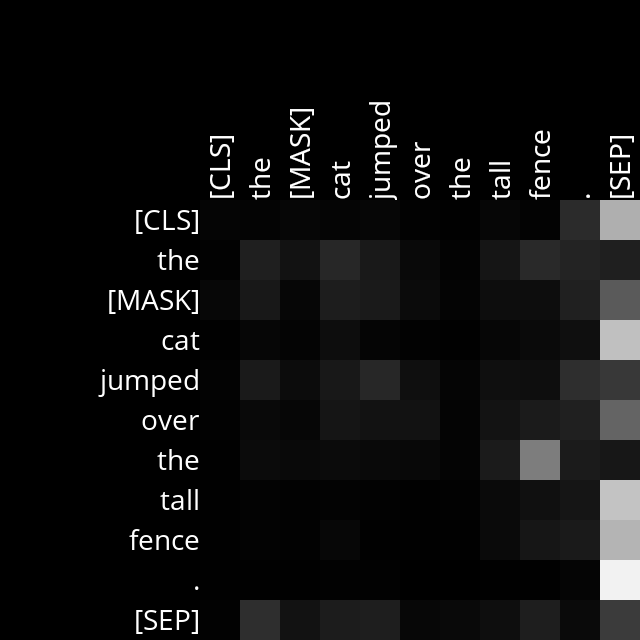 [CLS] the [MASK] cat jumped over the tall fence . [SEP]
[CLS]
the
[MASK]
cat
jumped
over
the
tall
fence
.
[SEP]